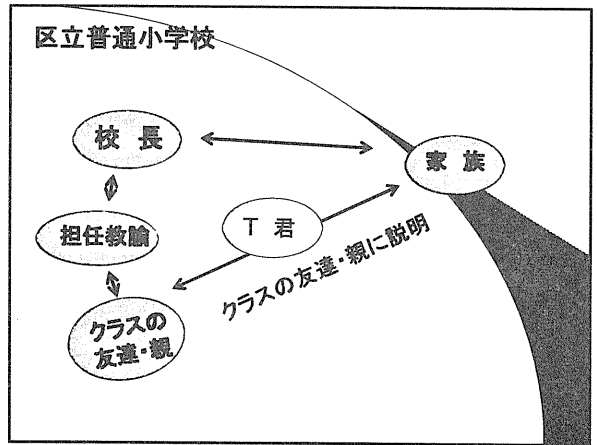 区立普通小学校
校 長
家 族
T 君
担任教諭
クラスの友達・親に説明
クラスの
友達・親